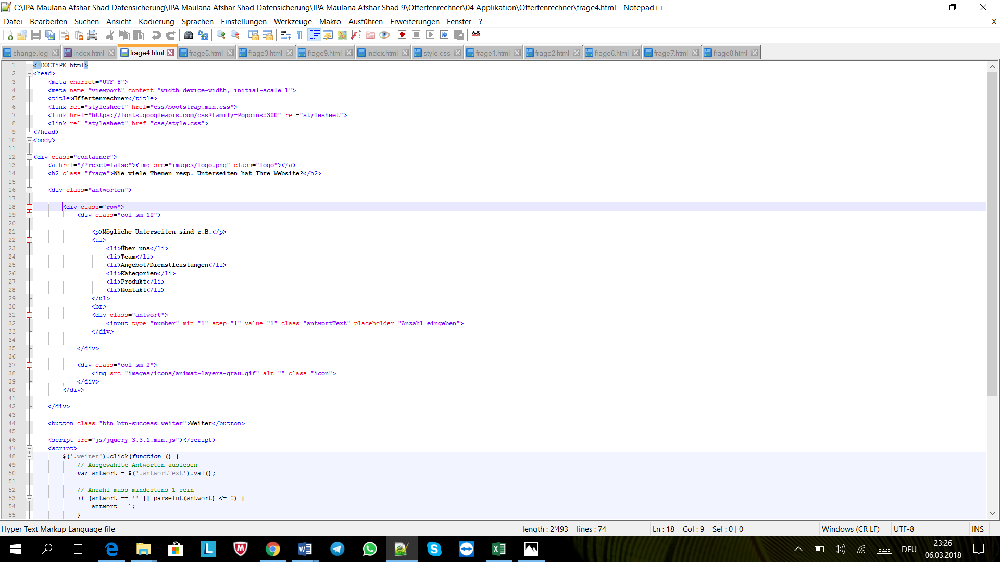 C:\IPA Maulana Afshar Shad Datensicherung\IPA Maulana Afshar Shad Datensicherung\IPA Maulana Afshar Shad 9\Offertenrechner\04 Applikation\Offertenrechner\frage4.html - Notepad++
Datei Bearbeiten Suchen Ansicht Kodierung Sprachen Einstellungen Werkzeuge Makro Ausführen Erweiterungen Fenster ? X
ABC
change.log index.html frage4.html frage5.html frage3.html frage9.html index.html style.css frage1.html frage2.html frage6.html frage7.html frage8.html
1 <!DOCTYPE html>
2 <head>
3 <meta charset="UTF-8">
4 <meta name="viewport" content="width=device-width, initial-scale=1">
5 <title>Offertenrechner</title>
6 <link rel="stylesheet" href="css/bootstrap.min.css">
7 <link href="https://fonts.googleapis.com/css?family=Poppins:300" rel="stylesheet">
8 <link rel="stylesheet" href="css/style.css">
9 </head>
10 <body>
11
12 <div class="container">
13 <a href="/?reset=false"><img src="images/logo.png" class="logo"></a>
14 <h2 class="frage">Wie viele Themen resp. Unterseiten hat Ihre Website?</h2>
15
16 <div class="antworten">
17
18 <div class="row">
19 <div class="col-sm-10">
20
21 <p>Mögliche Unterseiten sind z.B.</p>
22 <ul>
23 <li>Über uns</li>
24 <li>Team</li>
25 <li>Angebot/Dienstleistungen</li>
26 <li>Kategorien</li>
27 <li>Produkt</li>
28 <li>Kontakt</li>
29 </ul>
30 <br>
31 <div class="antwort">
32 <input type="number" min="1" step="1" value="1" class="antwortText" placeholder="Anzahl eingeben">
33 </div>
34
35 </div>
36
37 <div class="col-sm-2">
38 <img src="images/icons/animat-layers-grau.gif" alt="" class="icon">
39 </div>
40 </div>
41
42 </div>
43
44 <button class="btn btn-success weiter">Weiter</button>
45
46 <script src="js/jquery-3.3.1.min.js"></script>
47 <script>
48 $('.weiter').click(function () {
49 // Ausgewählte Antworten auslesen
50 var antwort = $('.antwortText').val();
51
52 // Anzahl muss mindestens 1 sein
53 if (antwort == '' || parseInt(antwort) <= 0) {
54 antwort = 1;
55 }
Hyper Text Markup Language file length : 2'493 lines : 74 Ln : 18 Col : 9 Sel : 0 | 0 Windows (CR LF) UTF-8 INS
DEU
23:26
06.03.2018